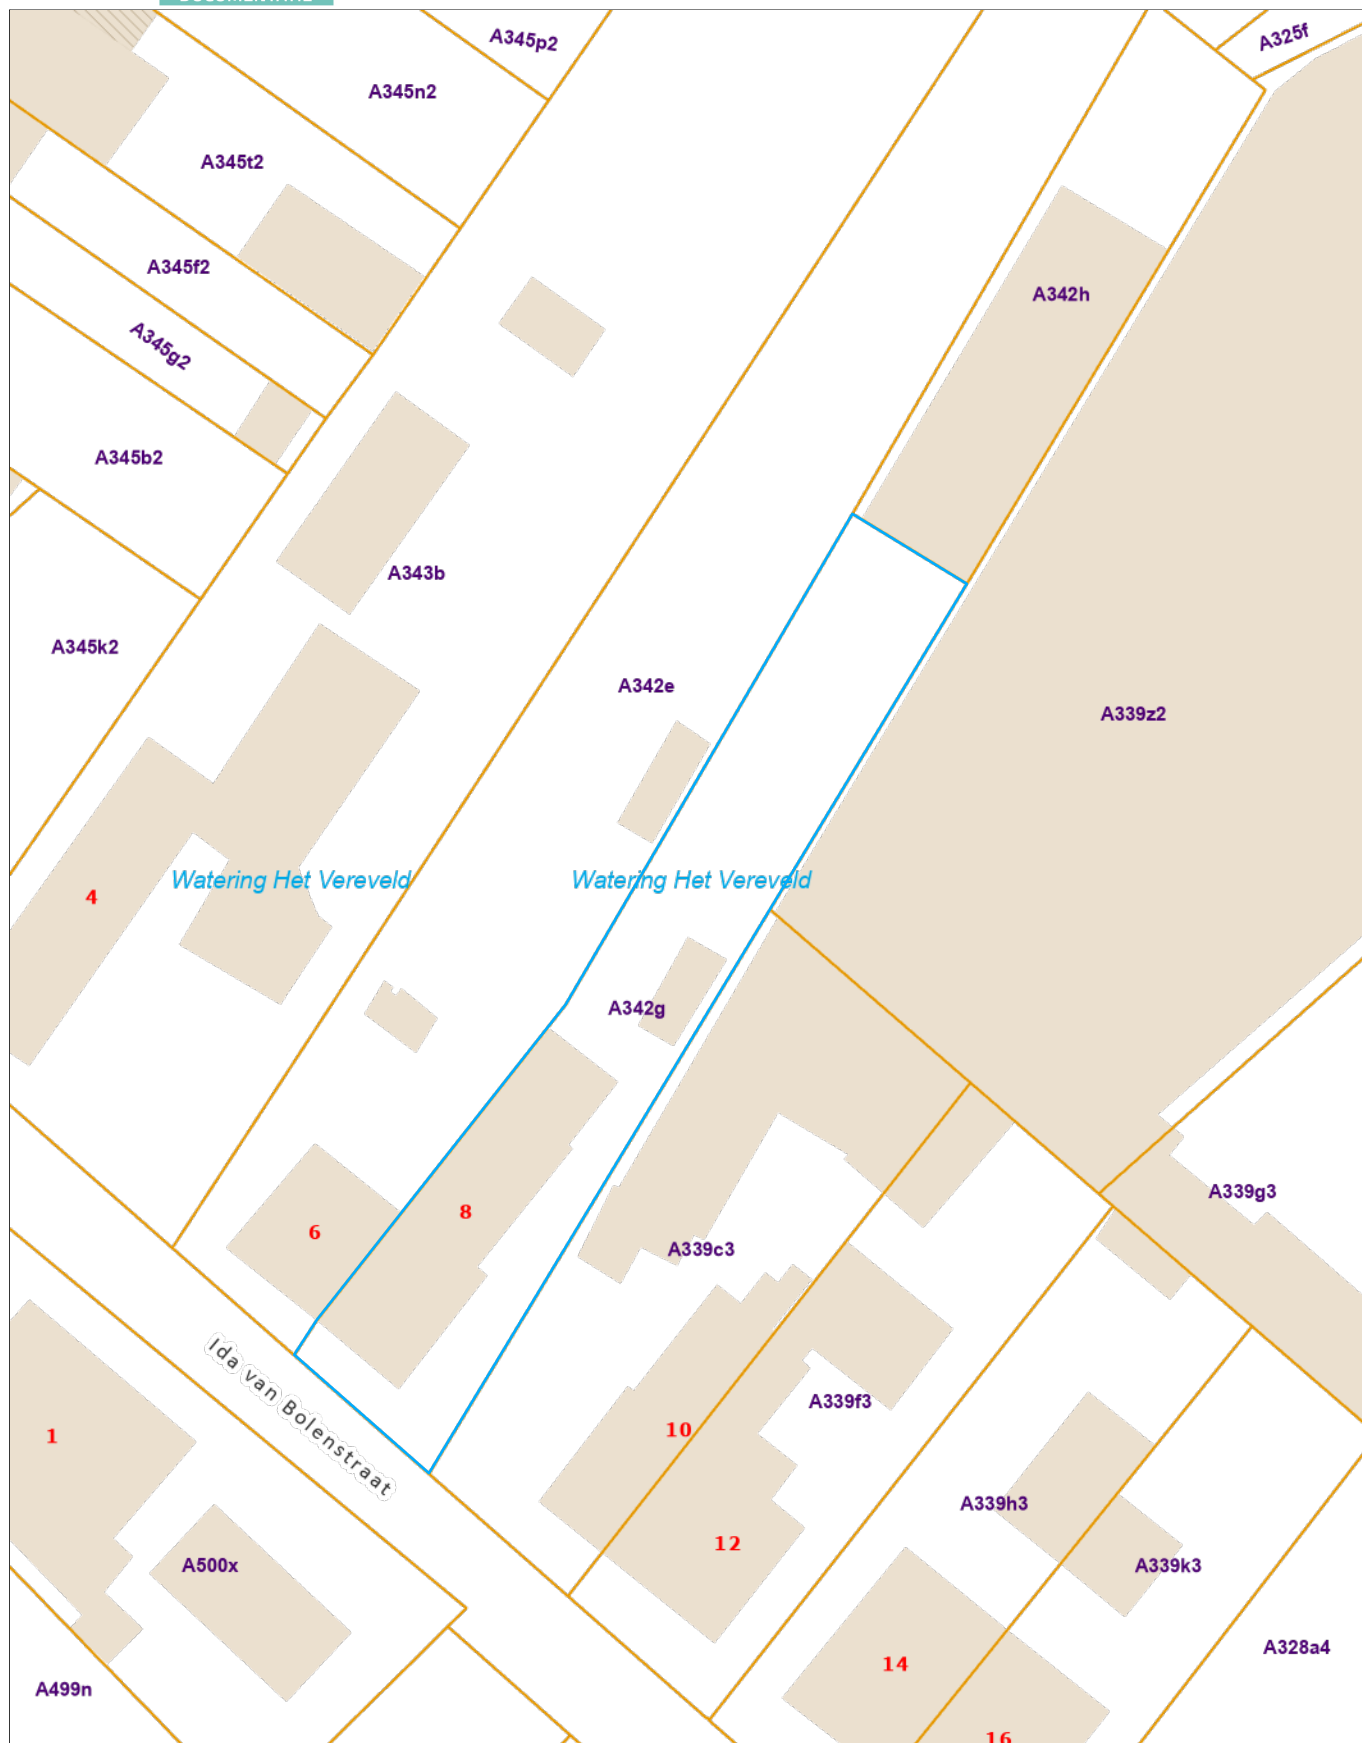 A345p2
A325f
A345n2
A345t2
A345f2
A342h
A345g2
A345b2
A343b
A345k2
A342e
A339z2
Watering Het Vereveld
Watering Het Vereveld
4
A342g
A339g3
8
6
A339c3
Ida van Bolenstraat
A339f3
10
1
A339h3
12
A500x
A339k3
A328a4
14
A499n
16